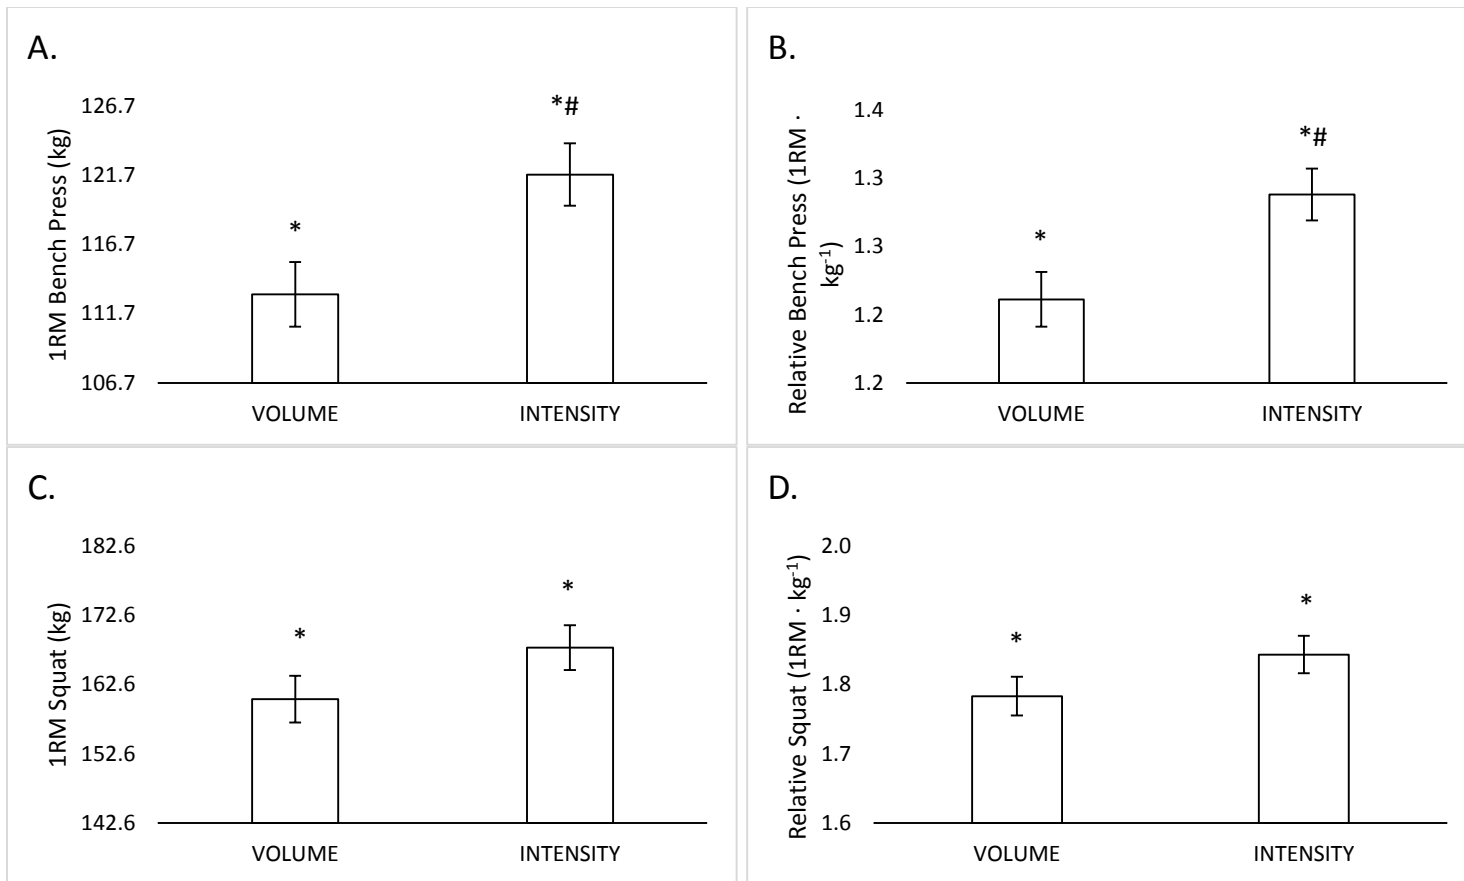 A.
1RM Bench Press (kg)
126.7
121.7
116.7
111.7
106.7
*
*#
VOLUME
INTENSITY
B.
Relative Bench Press (1RM ·
kg⁻¹)
1.4
1.3
1.3
1.2
1.2
*
*#
VOLUME
INTENSITY
C.
1RM Squat (kg)
182.6
172.6
162.6
152.6
142.6
*
*
VOLUME
INTENSITY
D.
Relative Squat (1RM · kg⁻¹)
2.0
1.9
1.8
1.7
1.6
*
*
VOLUME
INTENSITY